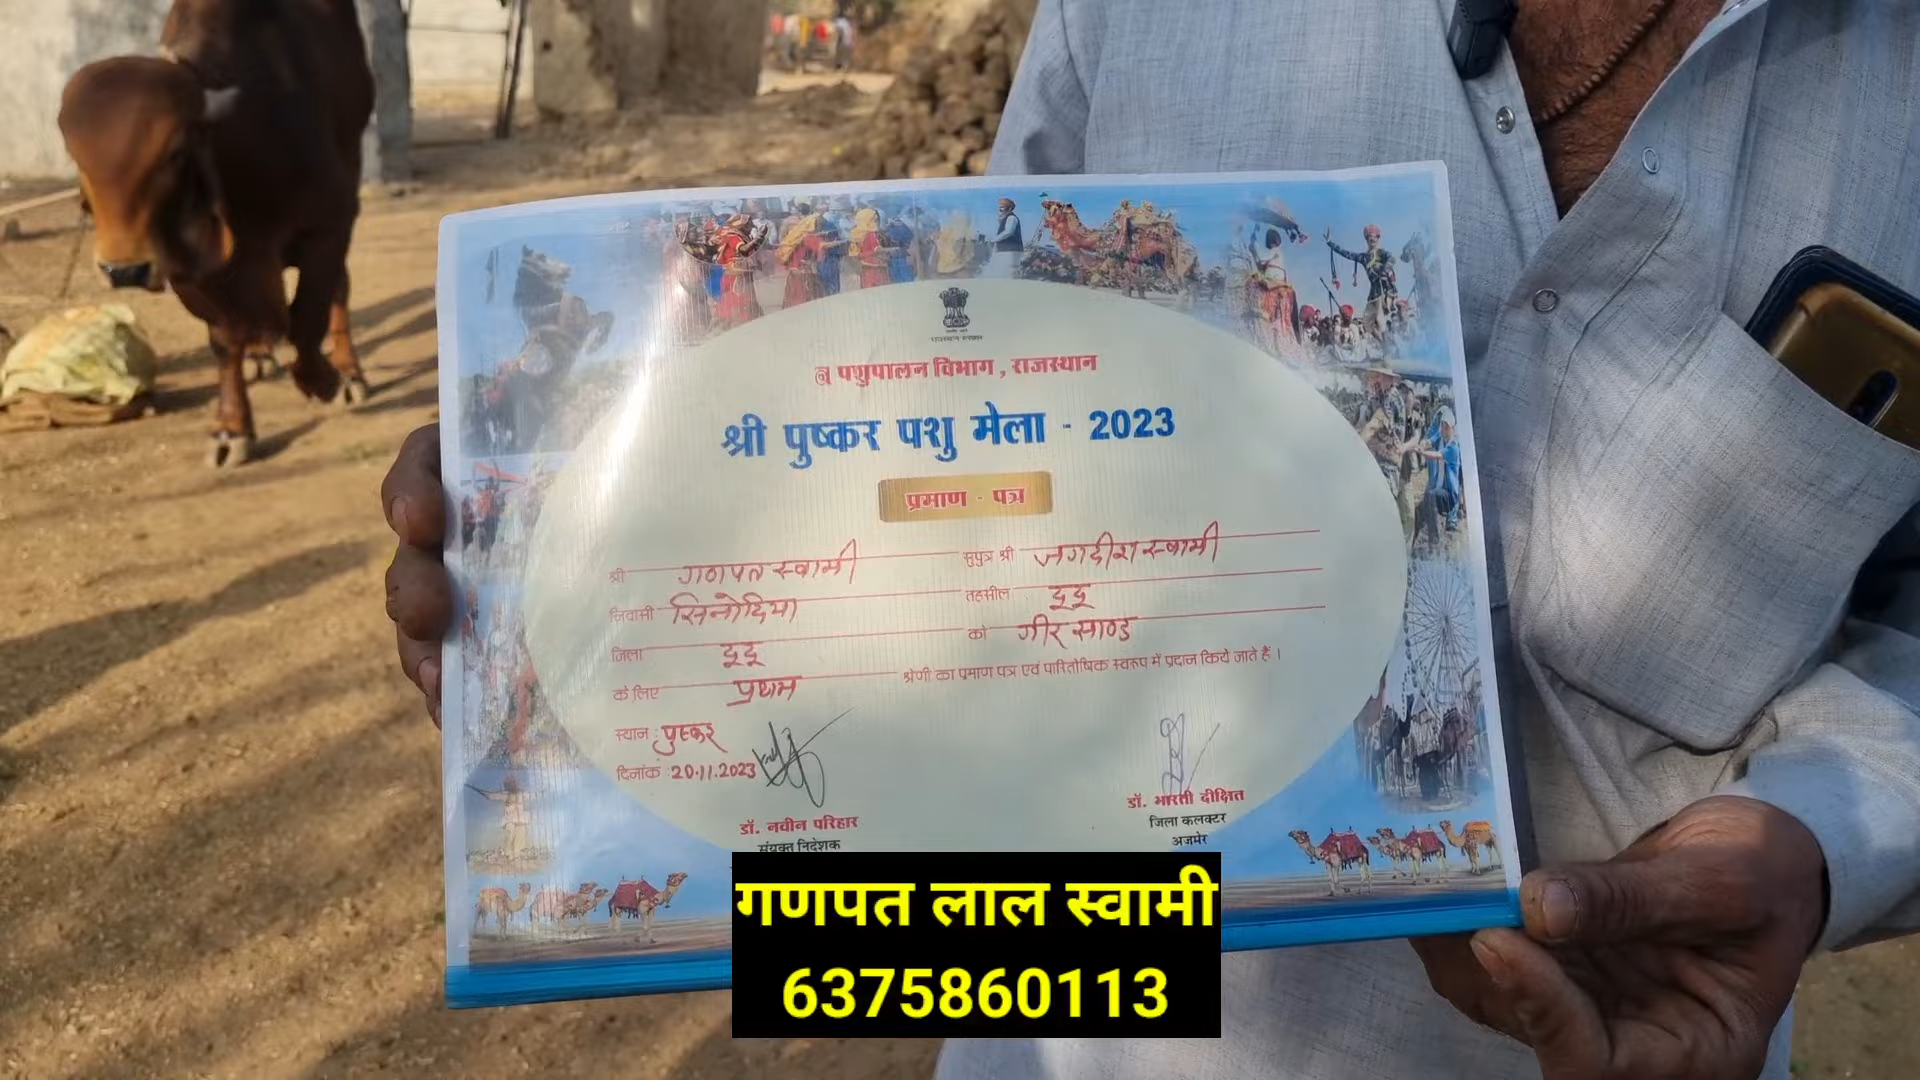 पशुपालन विभाग, राजस्थान
श्री पुष्कर पशु मेला - 2023
प्रमाण - पत्र
श्री गणपत स्वामी सुपुत्र श्री जगदीश स्वामी
निवासी सिनोदिया तहसील दूदू
जिला दूदू को गीर साण्ड
के लिए प्रथम श्रेणी का प्रमाण पत्र एवं पारितोषिक स्वरूप में प्रदान किये जाते हैं।
स्थान : पुष्कर
दिनांक : 20.11.2023
डॉ. नवीन परिहार
संयुक्त निदेशक
डॉ. भारती दीक्षित
जिला कलक्टर
अजमेर
गणपत लाल स्वामी
6375860113